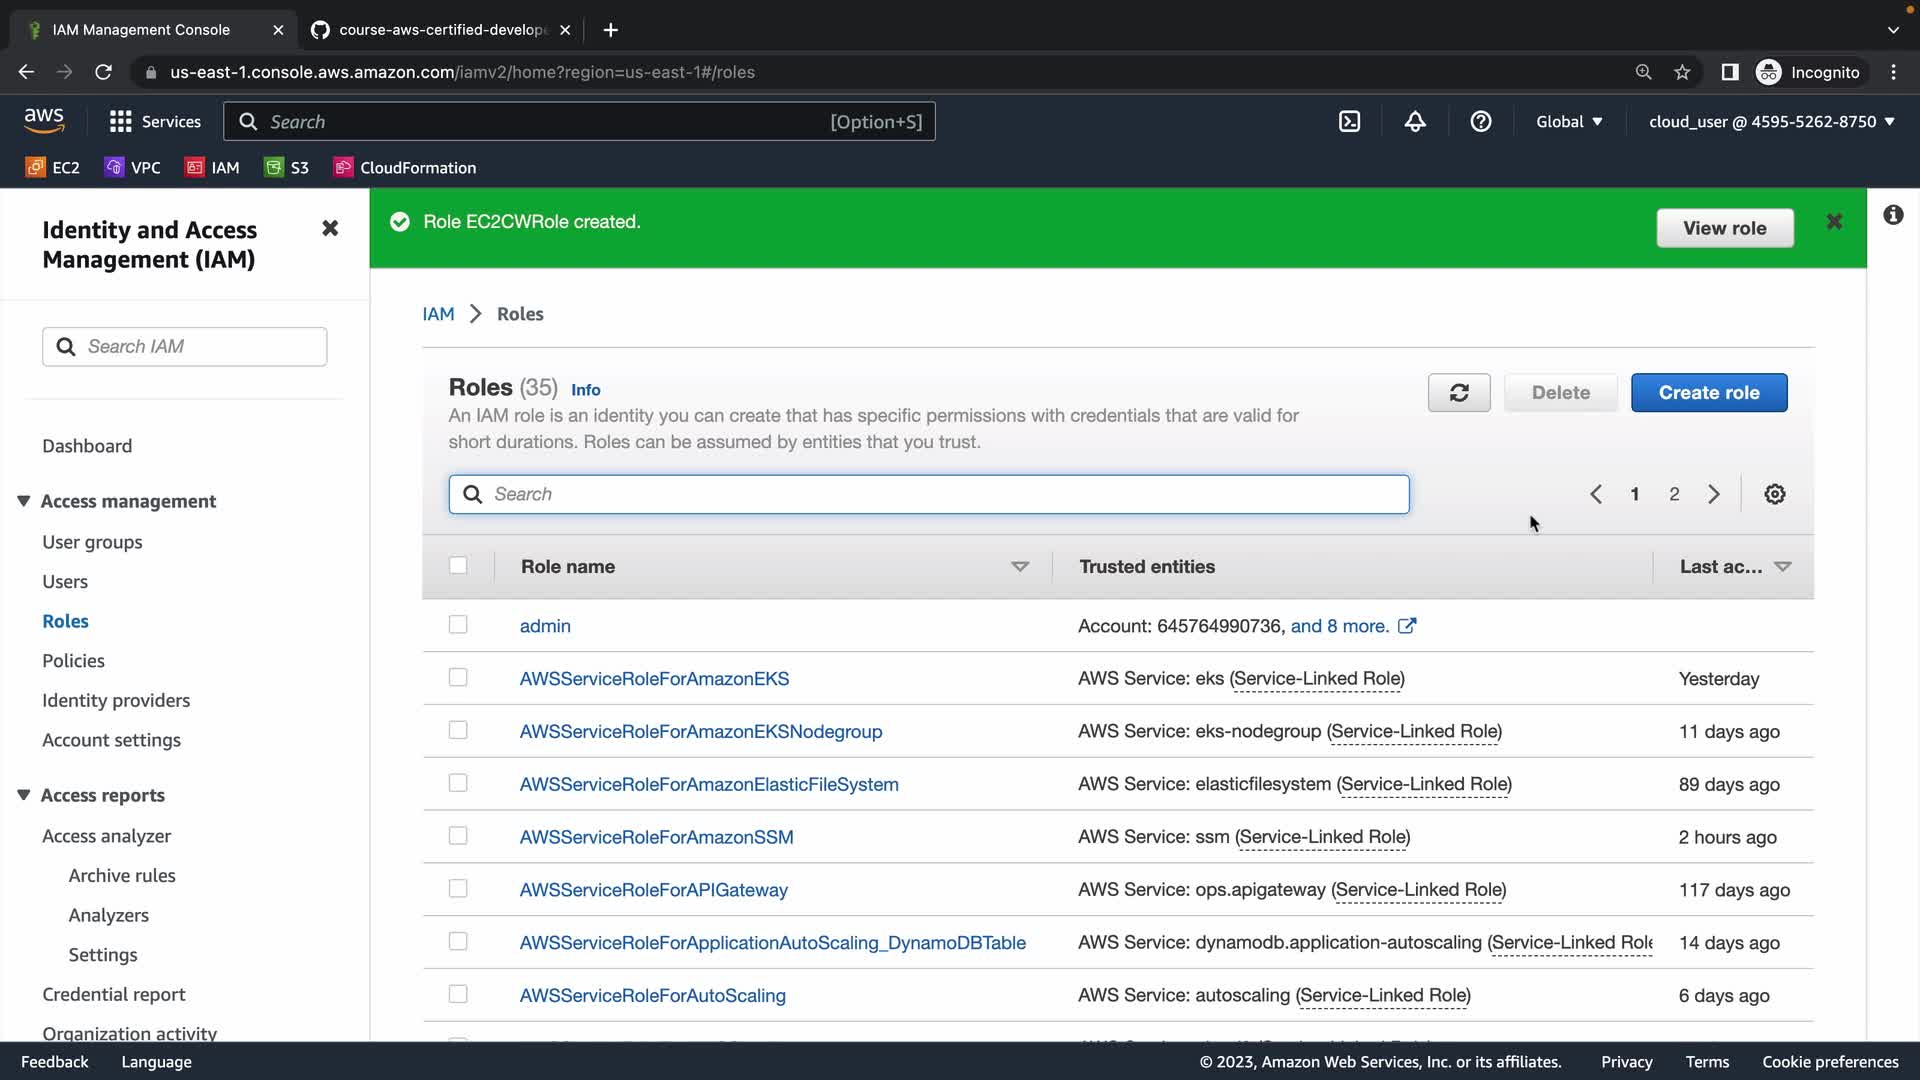 IAM Management Console
course-aws-certified-develope
us-east-1.console.aws.amazon.com/iamv2/home?region=us-east-1#/roles
Incognito
aws
Services
Search
[Option+S]
Global
cloud_user @ 4595-5262-8750
EC2
VPC
IAM
S3
CloudFormation
Identity and Access
Management (IAM)
Search IAM
Dashboard
Access management
User groups
Users
Roles
Policies
Identity providers
Account settings
Access reports
Access analyzer
Archive rules
Analyzers
Settings
Credential report
Organization activity
Role EC2CWRole created.
View role
IAM
Roles
Roles (35) Info
An IAM role is an identity you can create that has specific permissions with credentials that are valid for
short durations. Roles can be assumed by entities that you trust.
Delete
Create role
Search
1 2
Role name Trusted entities Last ac...
admin Account: 645764990736, and 8 more.
AWSServiceRoleForAmazonEKS AWS Service: eks (Service-Linked Role) Yesterday
AWSServiceRoleForAmazonEKSNodegroup AWS Service: eks-nodegroup (Service-Linked Role) 11 days ago
AWSServiceRoleForAmazonElasticFileSystem AWS Service: elasticfilesystem (Service-Linked Role) 89 days ago
AWSServiceRoleForAmazonSSM AWS Service: ssm (Service-Linked Role) 2 hours ago
AWSServiceRoleForAPIGateway AWS Service: ops.apigateway (Service-Linked Role) 117 days ago
AWSServiceRoleForApplicationAutoScaling_DynamoDBTable AWS Service: dynamodb.application-autoscaling (Service-Linked Role 14 days ago
AWSServiceRoleForAutoScaling AWS Service: autoscaling (Service-Linked Role) 6 days ago
Feedback
Language
© 2023, Amazon Web Services, Inc. or its affiliates.
Privacy
Terms
Cookie preferences